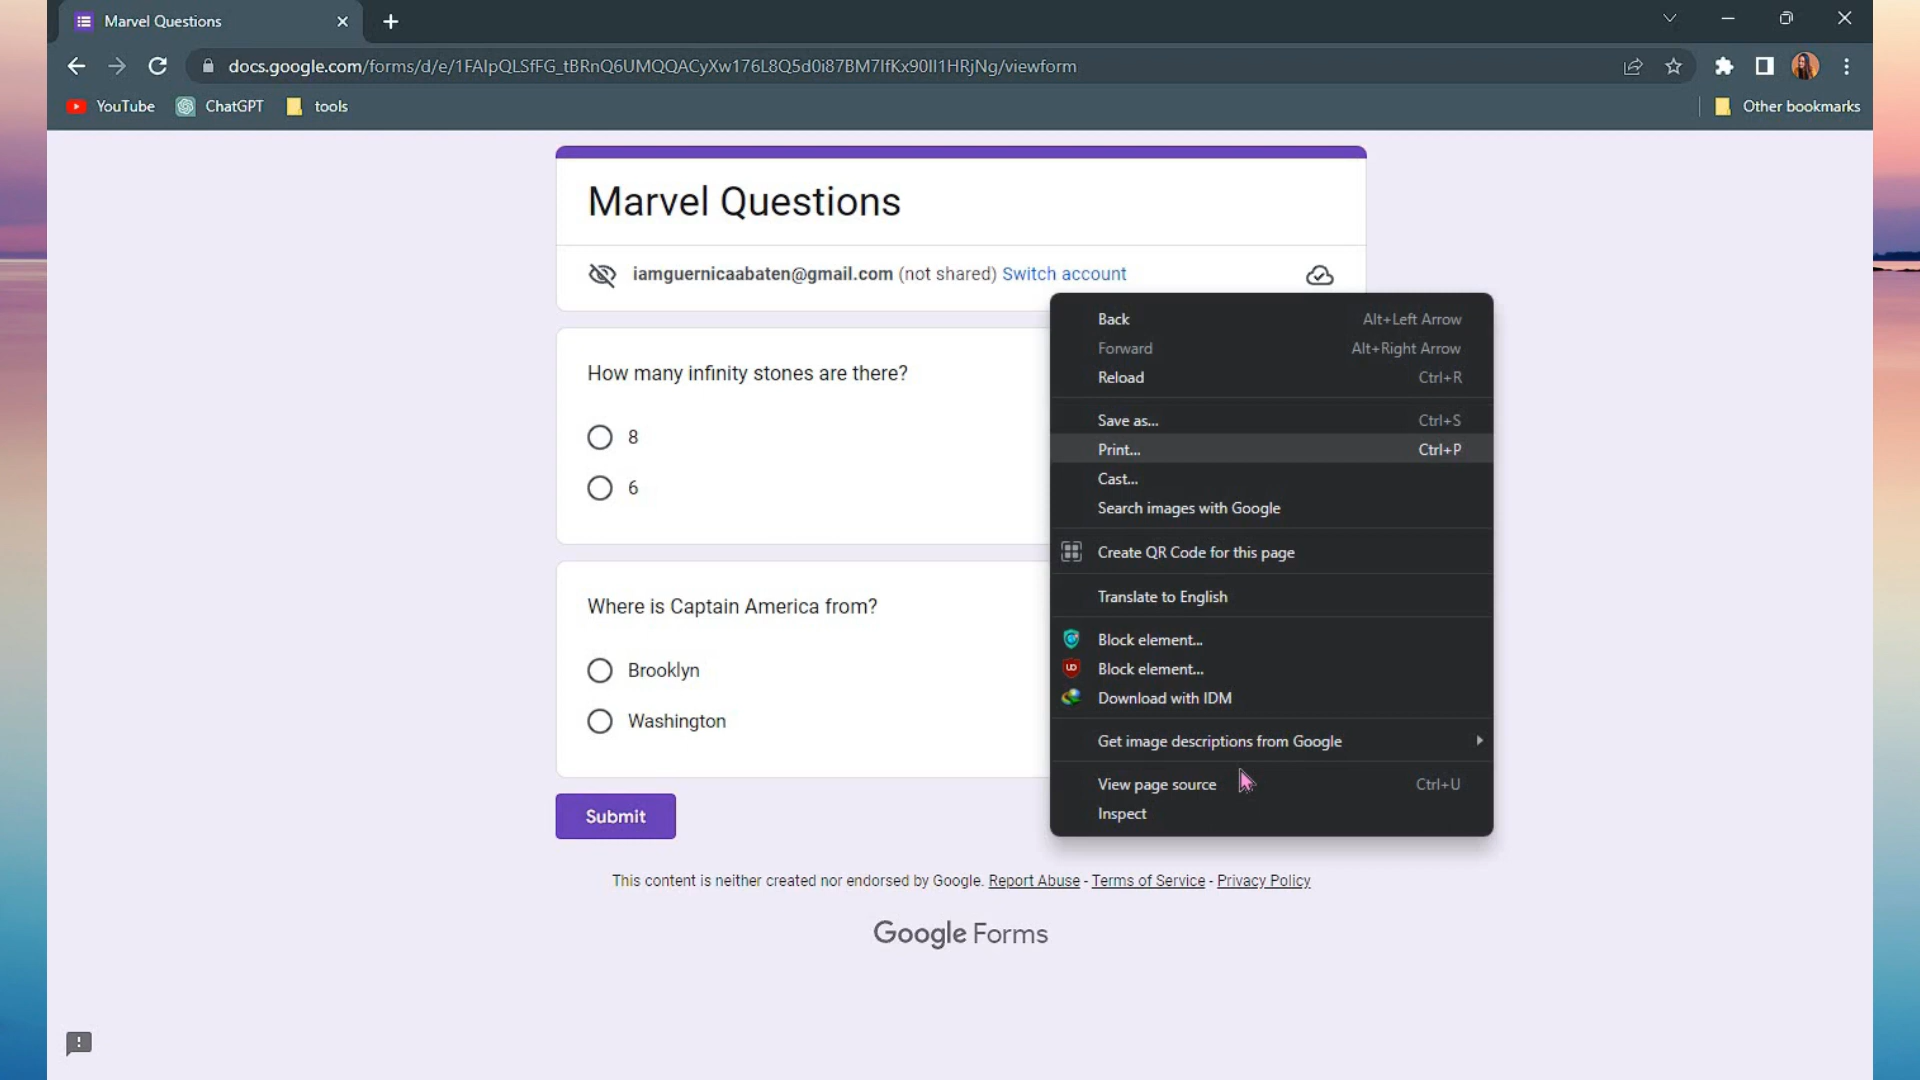 Marvel Questions
docs.google.com/forms/d/e/1FAIpQLSfFG_tBRnQ6UMQQACyXw176L8Q5d0i87BM7IfKx90Il1HRjNg/viewform
YouTube ChatGPT tools Other bookmarks
Marvel Questions
iamguernicaabaten@gmail.com (not shared) Switch account
How many infinity stones are there?
8
6
Where is Captain America from?
Brooklyn
Washington
Submit
Back Alt+Left Arrow
Forward Alt+Right Arrow
Reload Ctrl+R
Save as... Ctrl+S
Print... Ctrl+P
Cast...
Search images with Google
Create QR Code for this page
Translate to English
Block element...
Block element...
Download with IDM
Get image descriptions from Google
View page source Ctrl+U
Inspect
This content is neither created nor endorsed by Google. Report Abuse - Terms of Service - Privacy Policy
Google Forms